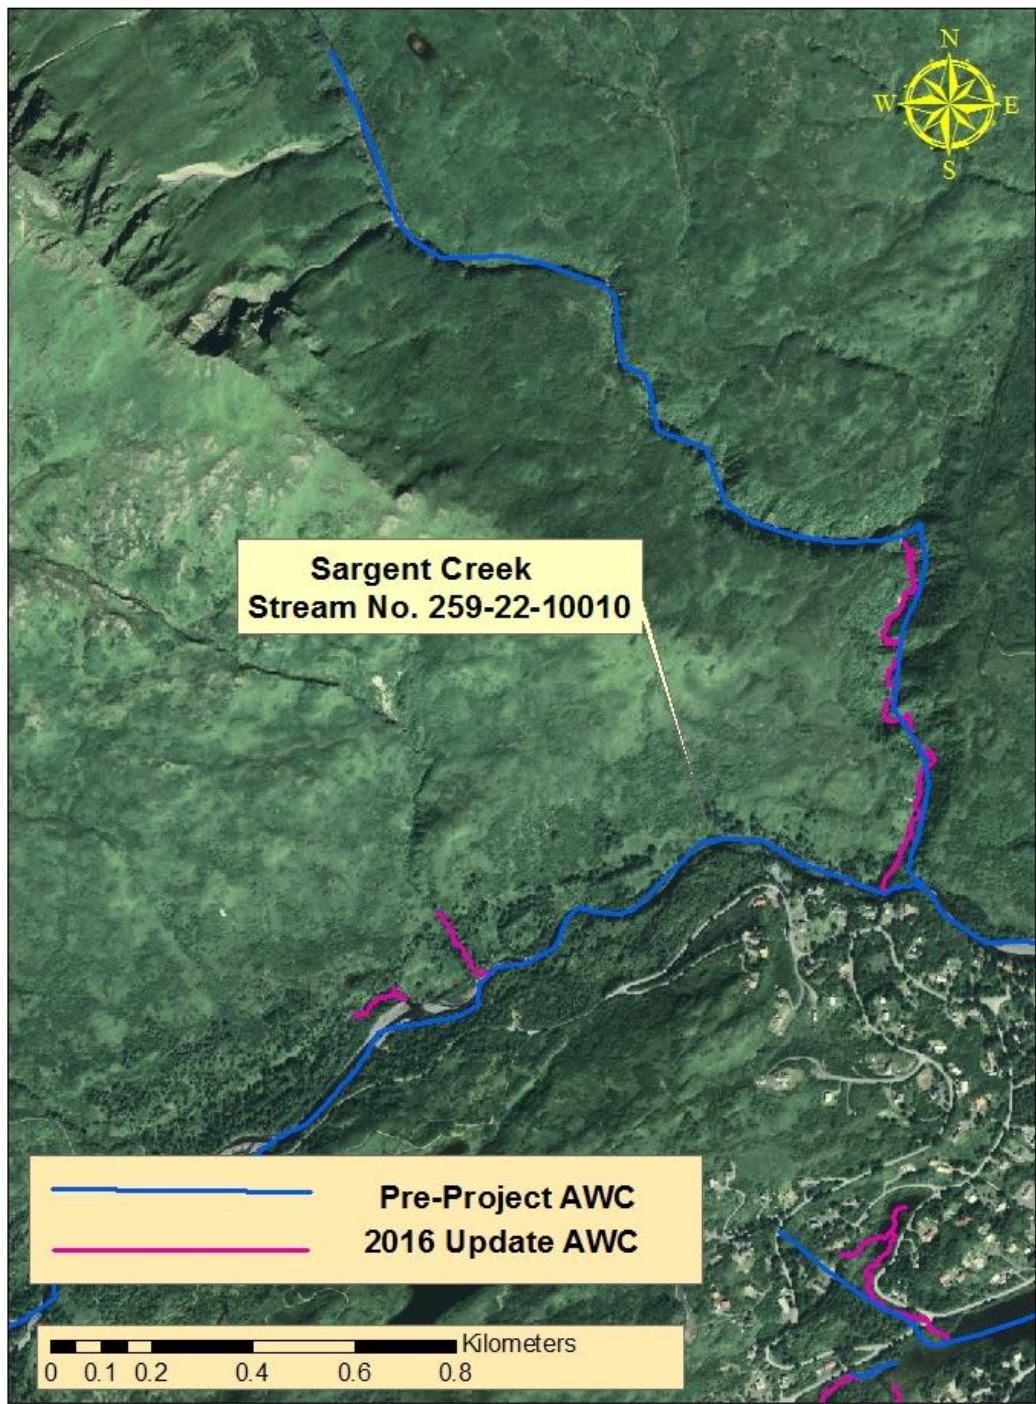 N
W E
S
Sargent Creek
Stream No. 259-22-10010
Pre-Project AWC
2016 Update AWC
Kilometers
0 0.1 0.2 0.4 0.6 0.8